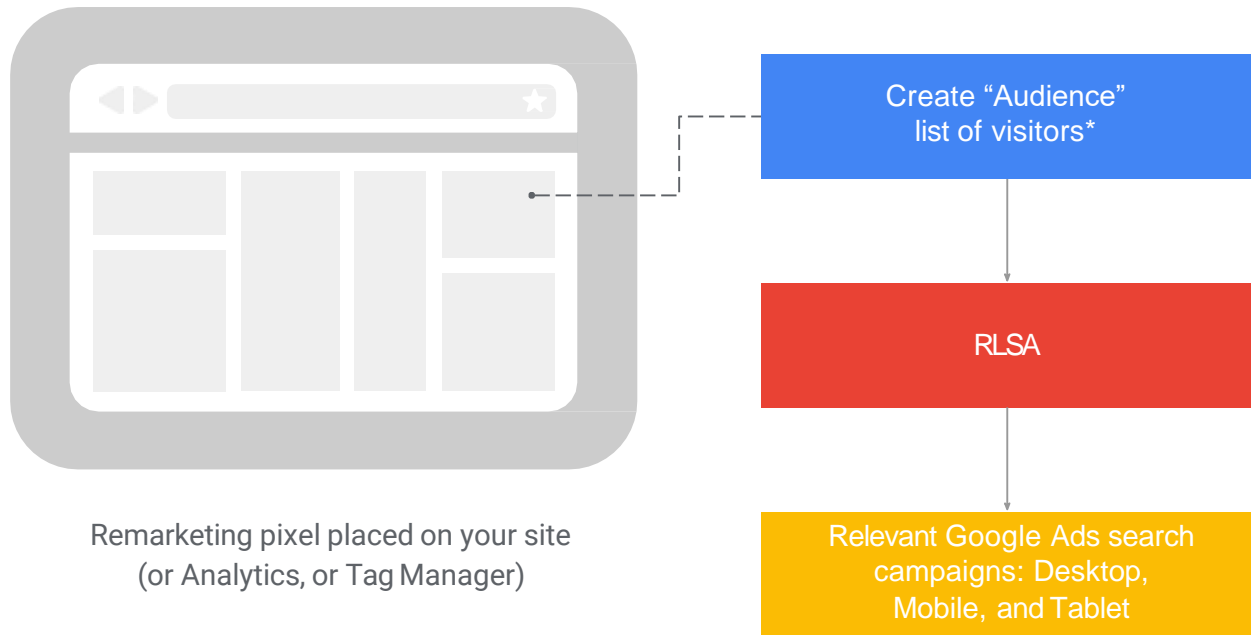 Create “Audience”
list of visitors*
RLSA
Remarketing pixel placed on your site
(or Analytics, or Tag Manager)
Relevant Google Ads search
campaigns: Desktop,
Mobile, and Tablet